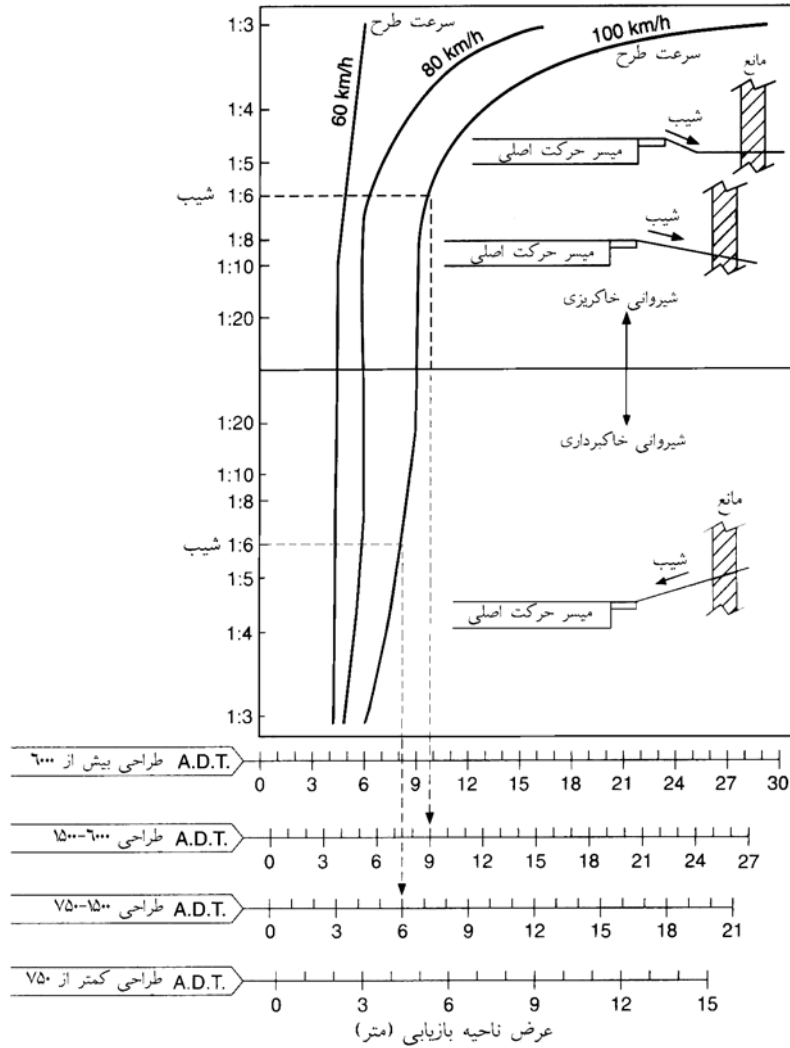 1:3
1:4
1:5
شیب 1:6
1:8
1:10
1:20
1:20
1:10
1:8
شیب 1:6
1:5
1:4
1:3
سرعت طرح
60 km/h
80 km/h
100 km/h
سرعت طرح
مانع
شیب
میسر حرکت اصلی
شیب
میسر حرکت اصلی
شیروانی خاکریزی
شیروانی خاکبرداری
مانع
شیب
میسر حرکت اصلی
A.D.T. طراحی بیش از ۶۰۰۰
0 3 6 9 12 15 18 21 24 27 30
A.D.T. طراحی ۶۰۰۰-۱۵۰۰
0 3 6 9 12 15 18 21 24 27
A.D.T. طراحی ۱۵۰۰-۷۵۰
0 3 6 9 12 15 18 21
A.D.T. طراحی کمتر از ۷۵۰
0 3 6 9 12 15
عرض ناحیه بازیابی (متر)